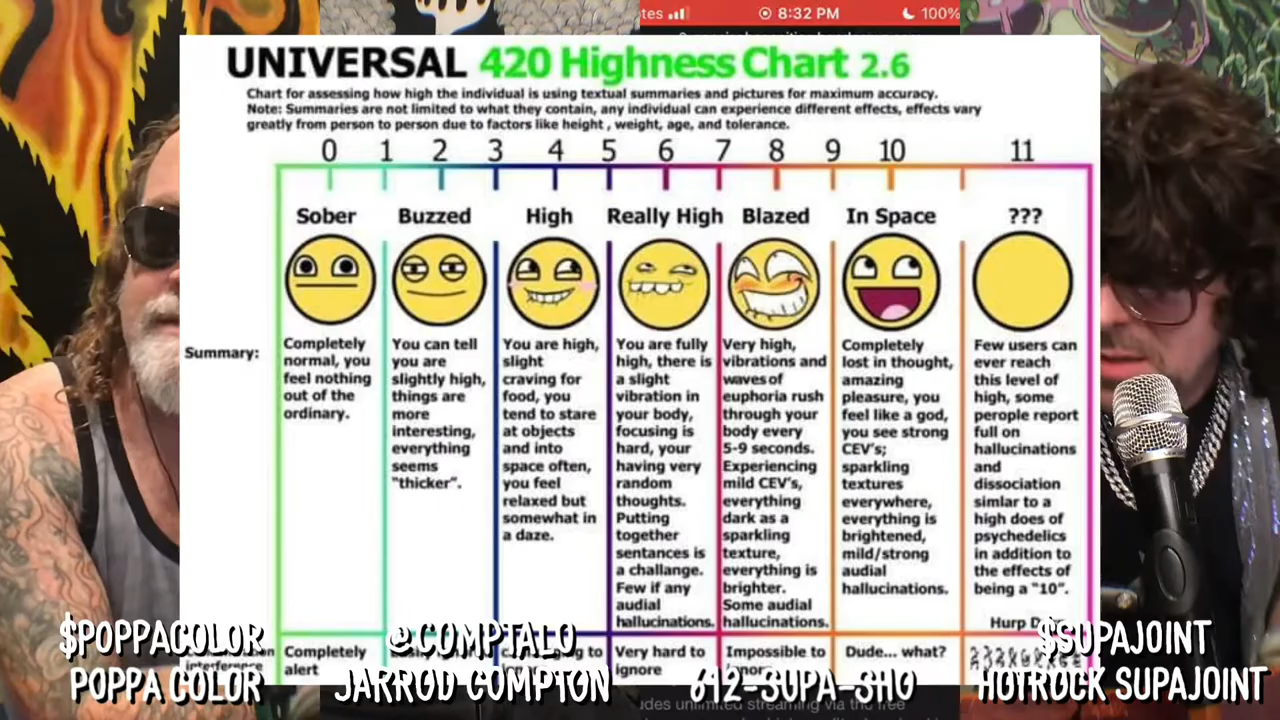 tes
8:32 PM
100%
UNIVERSAL 420 Highness Chart 2.6
Chart for assessing how high the individual is using textual summaries and pictures for maximum accuracy.
Note: Summaries are not limited to what they contain, any individual can experience different effects, effects vary
greatly from person to person due to factors like height , weight, age, and tolerance.
0 1 2 3 4 5 6 7 8 9 10 11
Sober
Buzzed
High
Really High
Blazed
In Space
???
Summary:
Completely
normal, you
feel nothing
out of the
ordinary.
You can tell
you are
slightly high,
things are
more
interesting,
everything
seems
"thicker".
You are high,
slight
craving for
food, you
tend to stare
at objects
and into
space often,
you feel
relaxed but
somewhat in
a daze.
You are fully
high, there is
a slight
vibration in
your body,
focusing is
hard, your
having very
random
thoughts.
Putting
together
sentances is
a challange.
Few if any
audial
hallucinations.
Very high,
vibrations and
waves of
euphoria rush
through your
body every
5-9 seconds.
Experiencing
mild CEV's,
everything
dark as a
sparkling
texture,
everything is
brighter.
Some audial
hallucinations.
Completely
lost in thought,
amazing
pleasure, you
feel like a god,
you see strong
CEV's;
sparkling
textures
everywhere,
everything is
brightened,
mild/strong
audial
hallucinations.
Few users can
ever reach
this level of
high, some
perople report
full on
hallucinations
and
dissociation
simlar to a
high does of
psychedelics
in addition to
the effects of
being a "10".
Hurp
interference
Completely
alert
Very hard to
ignore
Impossible to
Dude... what?
$POPPACOLOR
POPPA COLOR
@COMPTALO
JARROD COMPTON
612-SUPA-SHO
$SUPAJOINT
HOTROCK SUPAJOINT
udes unlimited streaming via the free